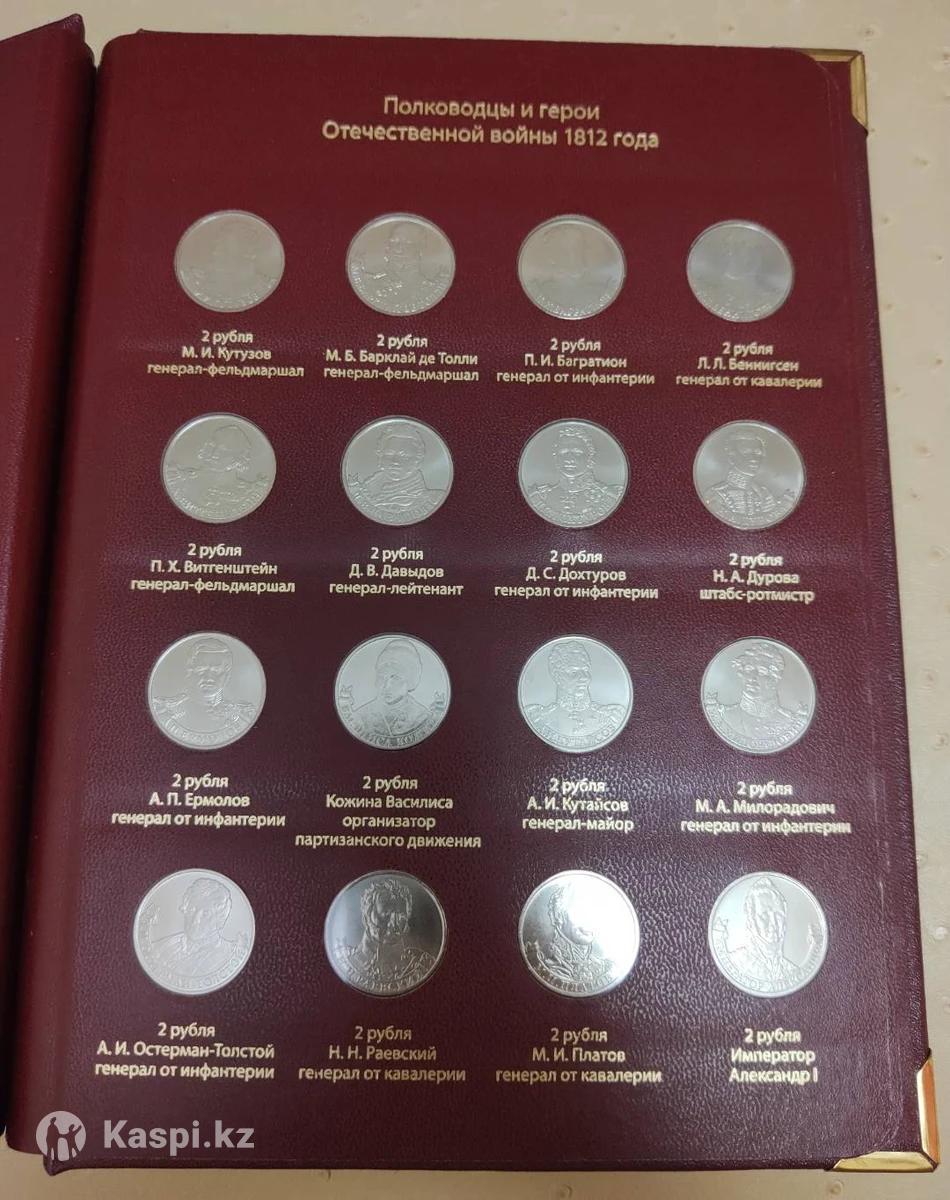 Полководцы и герои
Отечественной войны 1812 года
2 рубля
М. И. Кутузов
генерал-фельдмаршал
2 рубля
М. Б. Барклай де Толли
генерал-фельдмаршал
2 рубля
П. И. Багратион
генерал от инфантерии
2 рубля
Л. Л. Беннигсен
генерал от кавалерии
2 рубля
П. Х. Витгенштейн
генерал-фельдмаршал
2 рубля
Д. В. Давыдов
генерал-лейтенант
2 рубля
Д. С. Дохтуров
генерал от инфантерии
2 рубля
Н. А. Дурова
штабс-ротмистр
2 рубля
А. П. Ермолов
генерал от инфантерии
2 рубля
Кожина Василиса
организатор
партизанского движения
2 рубля
А. И. Кутайсов
генерал-майор
2 рубля
М. А. Милорадович
генерал от инфантерии
2 рубля
А. И. Остерман-Толстой
генерал от инфантерии
2 рубля
Н. Н. Раевский
генерал от кавалерии
2 рубля
М. И. Платов
генерал от кавалерии
2 рубля
Император
Александр I
Kaspi.kz